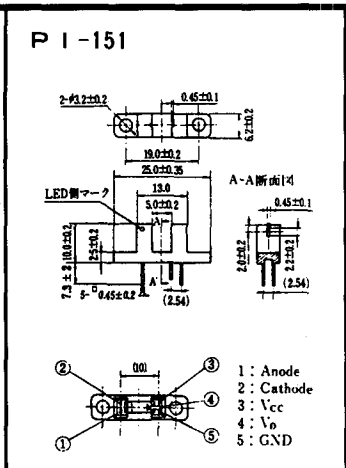 PI-151
2-φ3.2±0.2
0.45±0.1
6.2±0.2
19.0±0.2
25.0±0.35
LED側マーク
13.0
5.0±0.2
A-A断面図
0.45±0.1
A
10.0±0.2
2.5±0.2
7.3±2
A'
5-□0.45±0.2
(2.54)
2.0±0.2
2.2±0.2
(2.54)
(10)
②
③
④
①
⑤
1: Anode
2: Cathode
3: Vcc
4: Vo
5: GND